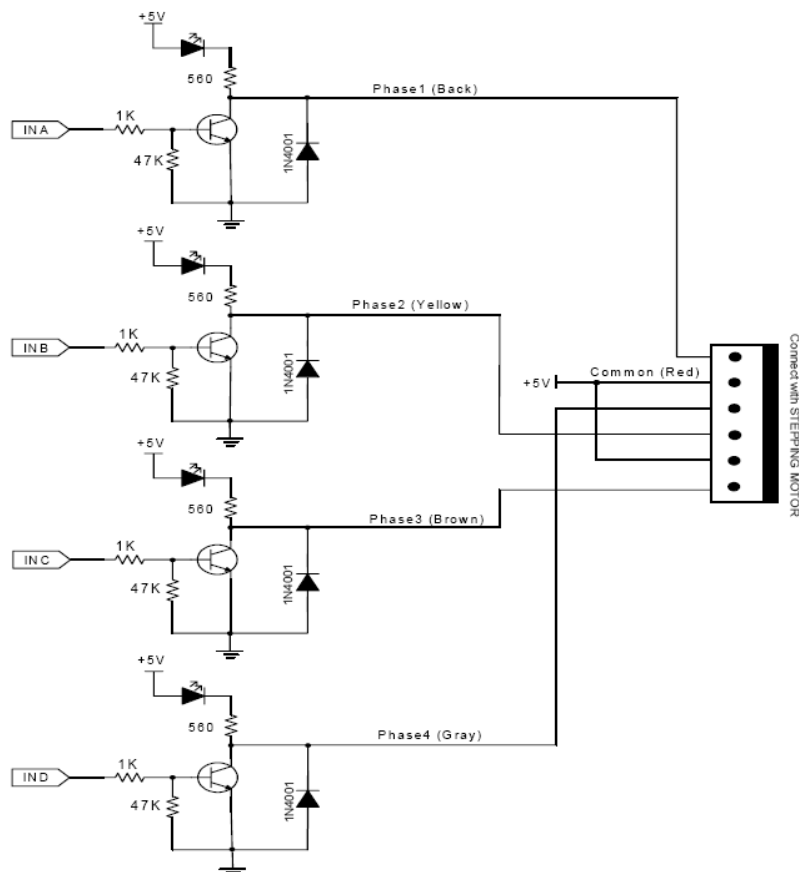 +5V
560
Phase1 (Back)
1K
INA
47K
1N4001
+5V
560
Phase2 (Yellow)
1K
INB
47K
1N4001
Common (Red)
+5V
Connect with STEPPING MOTOR
+5V
560
Phase3 (Brown)
1K
INC
47K
1N4001
+5V
560
Phase4 (Gray)
1K
IND
47K
1N4001